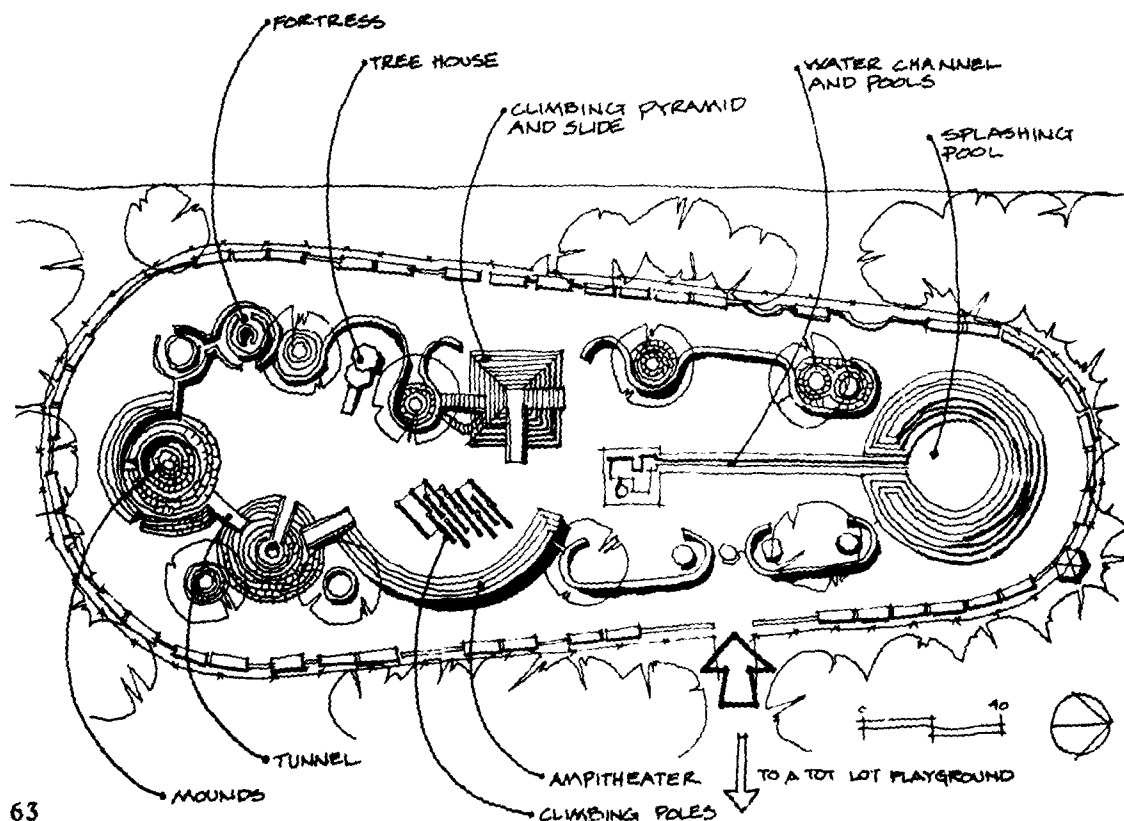 FORTRESS
TREE HOUSE
CLIMBING PYRAMID
AND SLIDE
WATER CHANNEL
AND POOLS
SPLASHING
POOL
40
TUNNEL
MOUNDS
AMPITHEATER
CLIMBING POLES
TO A TOT LOT PLAYGROUND
63